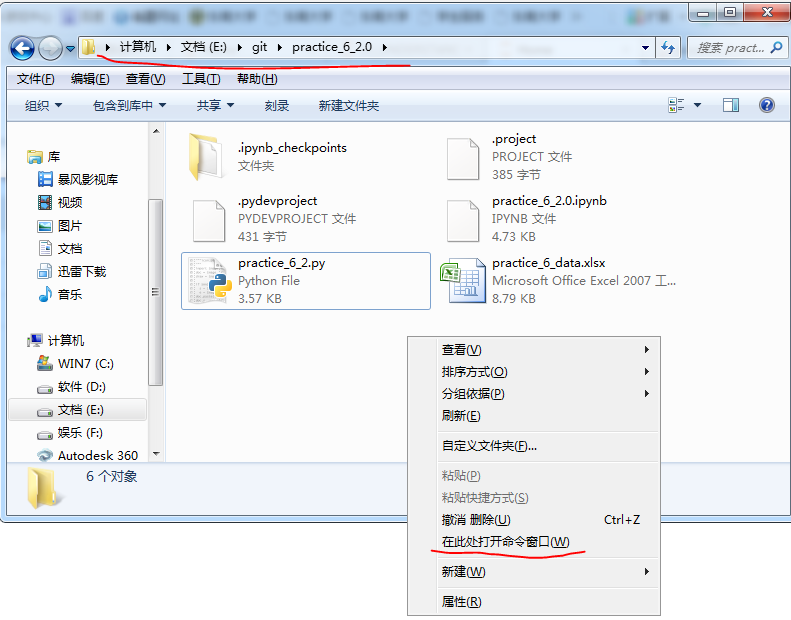 计算机 ▸ 文档 (E:) ▸ git ▸ practice_6_2.0 ▸
搜索 pract...
文件(F) 编辑(E) 查看(V) 工具(T) 帮助(H)
组织 包含到库中 共享 刻录 新建文件夹
库
暴风影视库
视频
图片
文档
迅雷下载
音乐
计算机
WIN7 (C:)
软件 (D:)
文档 (E:)
娱乐 (F:)
Autodesk 360
.ipynb_checkpoints
文件夹
.project
PROJECT 文件
385 字节
.pydevproject
PYDEVPROJECT 文件
431 字节
practice_6_2.0.ipynb
IPYNB 文件
4.73 KB
practice_6_2.py
Python File
3.57 KB
practice_6_data.xlsx
Microsoft Office Excel 2007 工...
8.79 KB
6 个对象
查看(V)
排序方式(O)
分组依据(P)
刷新(E)
自定义文件夹(F)...
粘贴(P)
粘贴快捷方式(S)
撤消 删除(U) Ctrl+Z
在此处打开命令窗口(W)
新建(W)
属性(R)